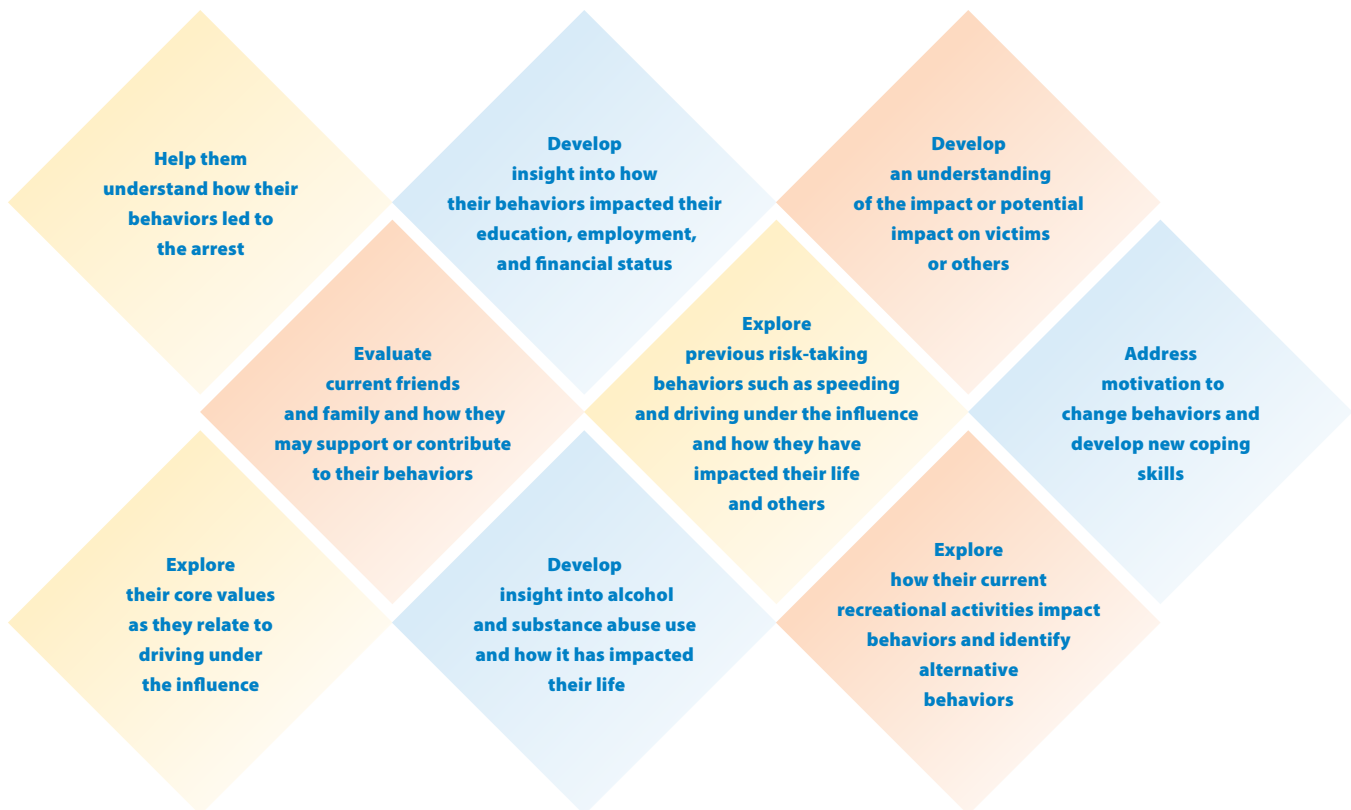 Help them
understand how their
behaviors led to
the arrest
Develop
insight into how
their behaviors impacted their
education, employment,
and financial status
Develop
an understanding
of the impact or potential
impact on victims
or others
Evaluate
current friends
and family and how they
may support or contribute
to their behaviors
Explore
previous risk-taking
behaviors such as speeding
and driving under the influence
and how they have
impacted their life
and others
Address
motivation to
change behaviors and
develop new coping
skills
Explore
their core values
as they relate to
driving under
the influence
Develop
insight into alcohol
and substance abuse use
and how it has impacted
their life
Explore
how their current
recreational activities impact
behaviors and identify
alternative
behaviors